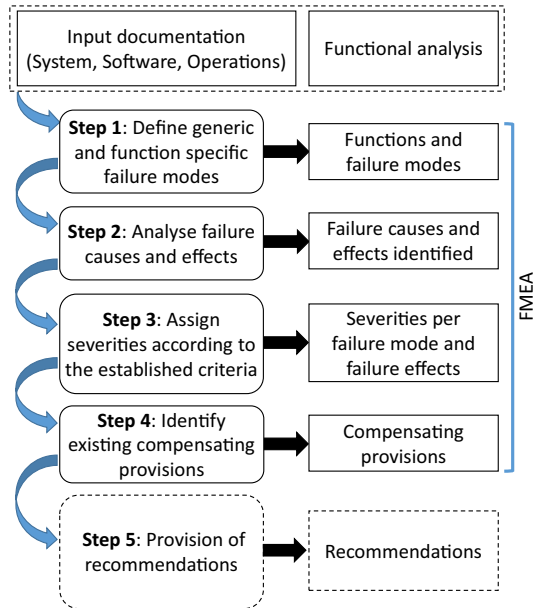 Input documentation
(System, Software, Operations)
Functional analysis
Step 1: Define generic
and function specific
failure modes
Functions and
failure modes
Step 2: Analyse failure
causes and effects
Failure causes and
effects identified
Step 3: Assign
severities according to
the established criteria
Severities per
failure mode and
failure effects
Step 4: Identify
existing compensating
provisions
Compensating
provisions
FMEA
Step 5: Provision of
recommendations
Recommendations